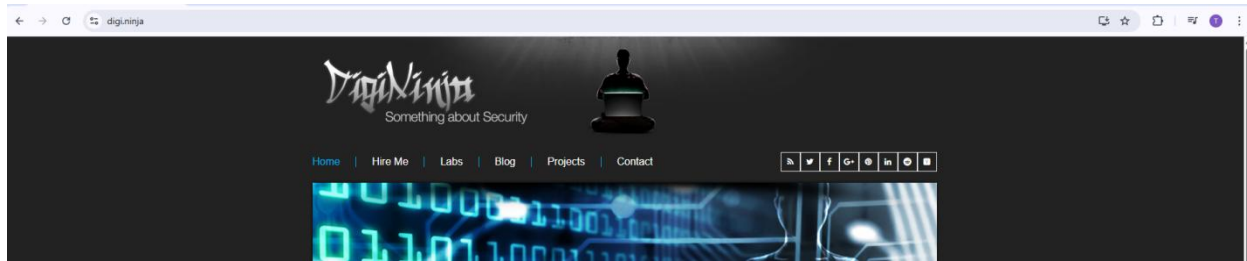 digi.ninja
T
DigiNinja
Something about Security
Home | Hire Me | Labs | Blog | Projects | Contact